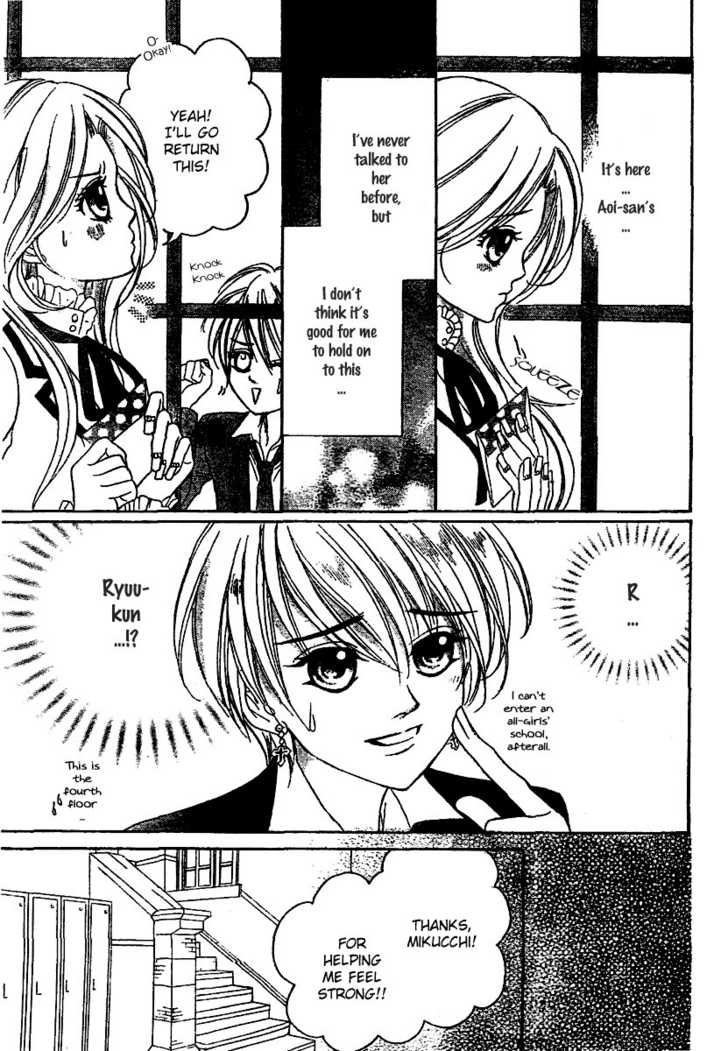 It's here
...
Aoi-san's
...
SQUEEZE
I've never
talked to
her
before,
but
I don't
think it's
good for me
to hold on
to this
...
O-
Okay!
YEAH!
I'LL GO
RETURN
THIS!
Knock
Knock
R
...
I can't
enter an
all-Girls'
school,
afterall.
Ryuu-
kun
...!?
This is
the
fourth
floor
...
THANKS,
MIKUCCHI!
FOR
HELPING
ME FEEL
STRONG!!